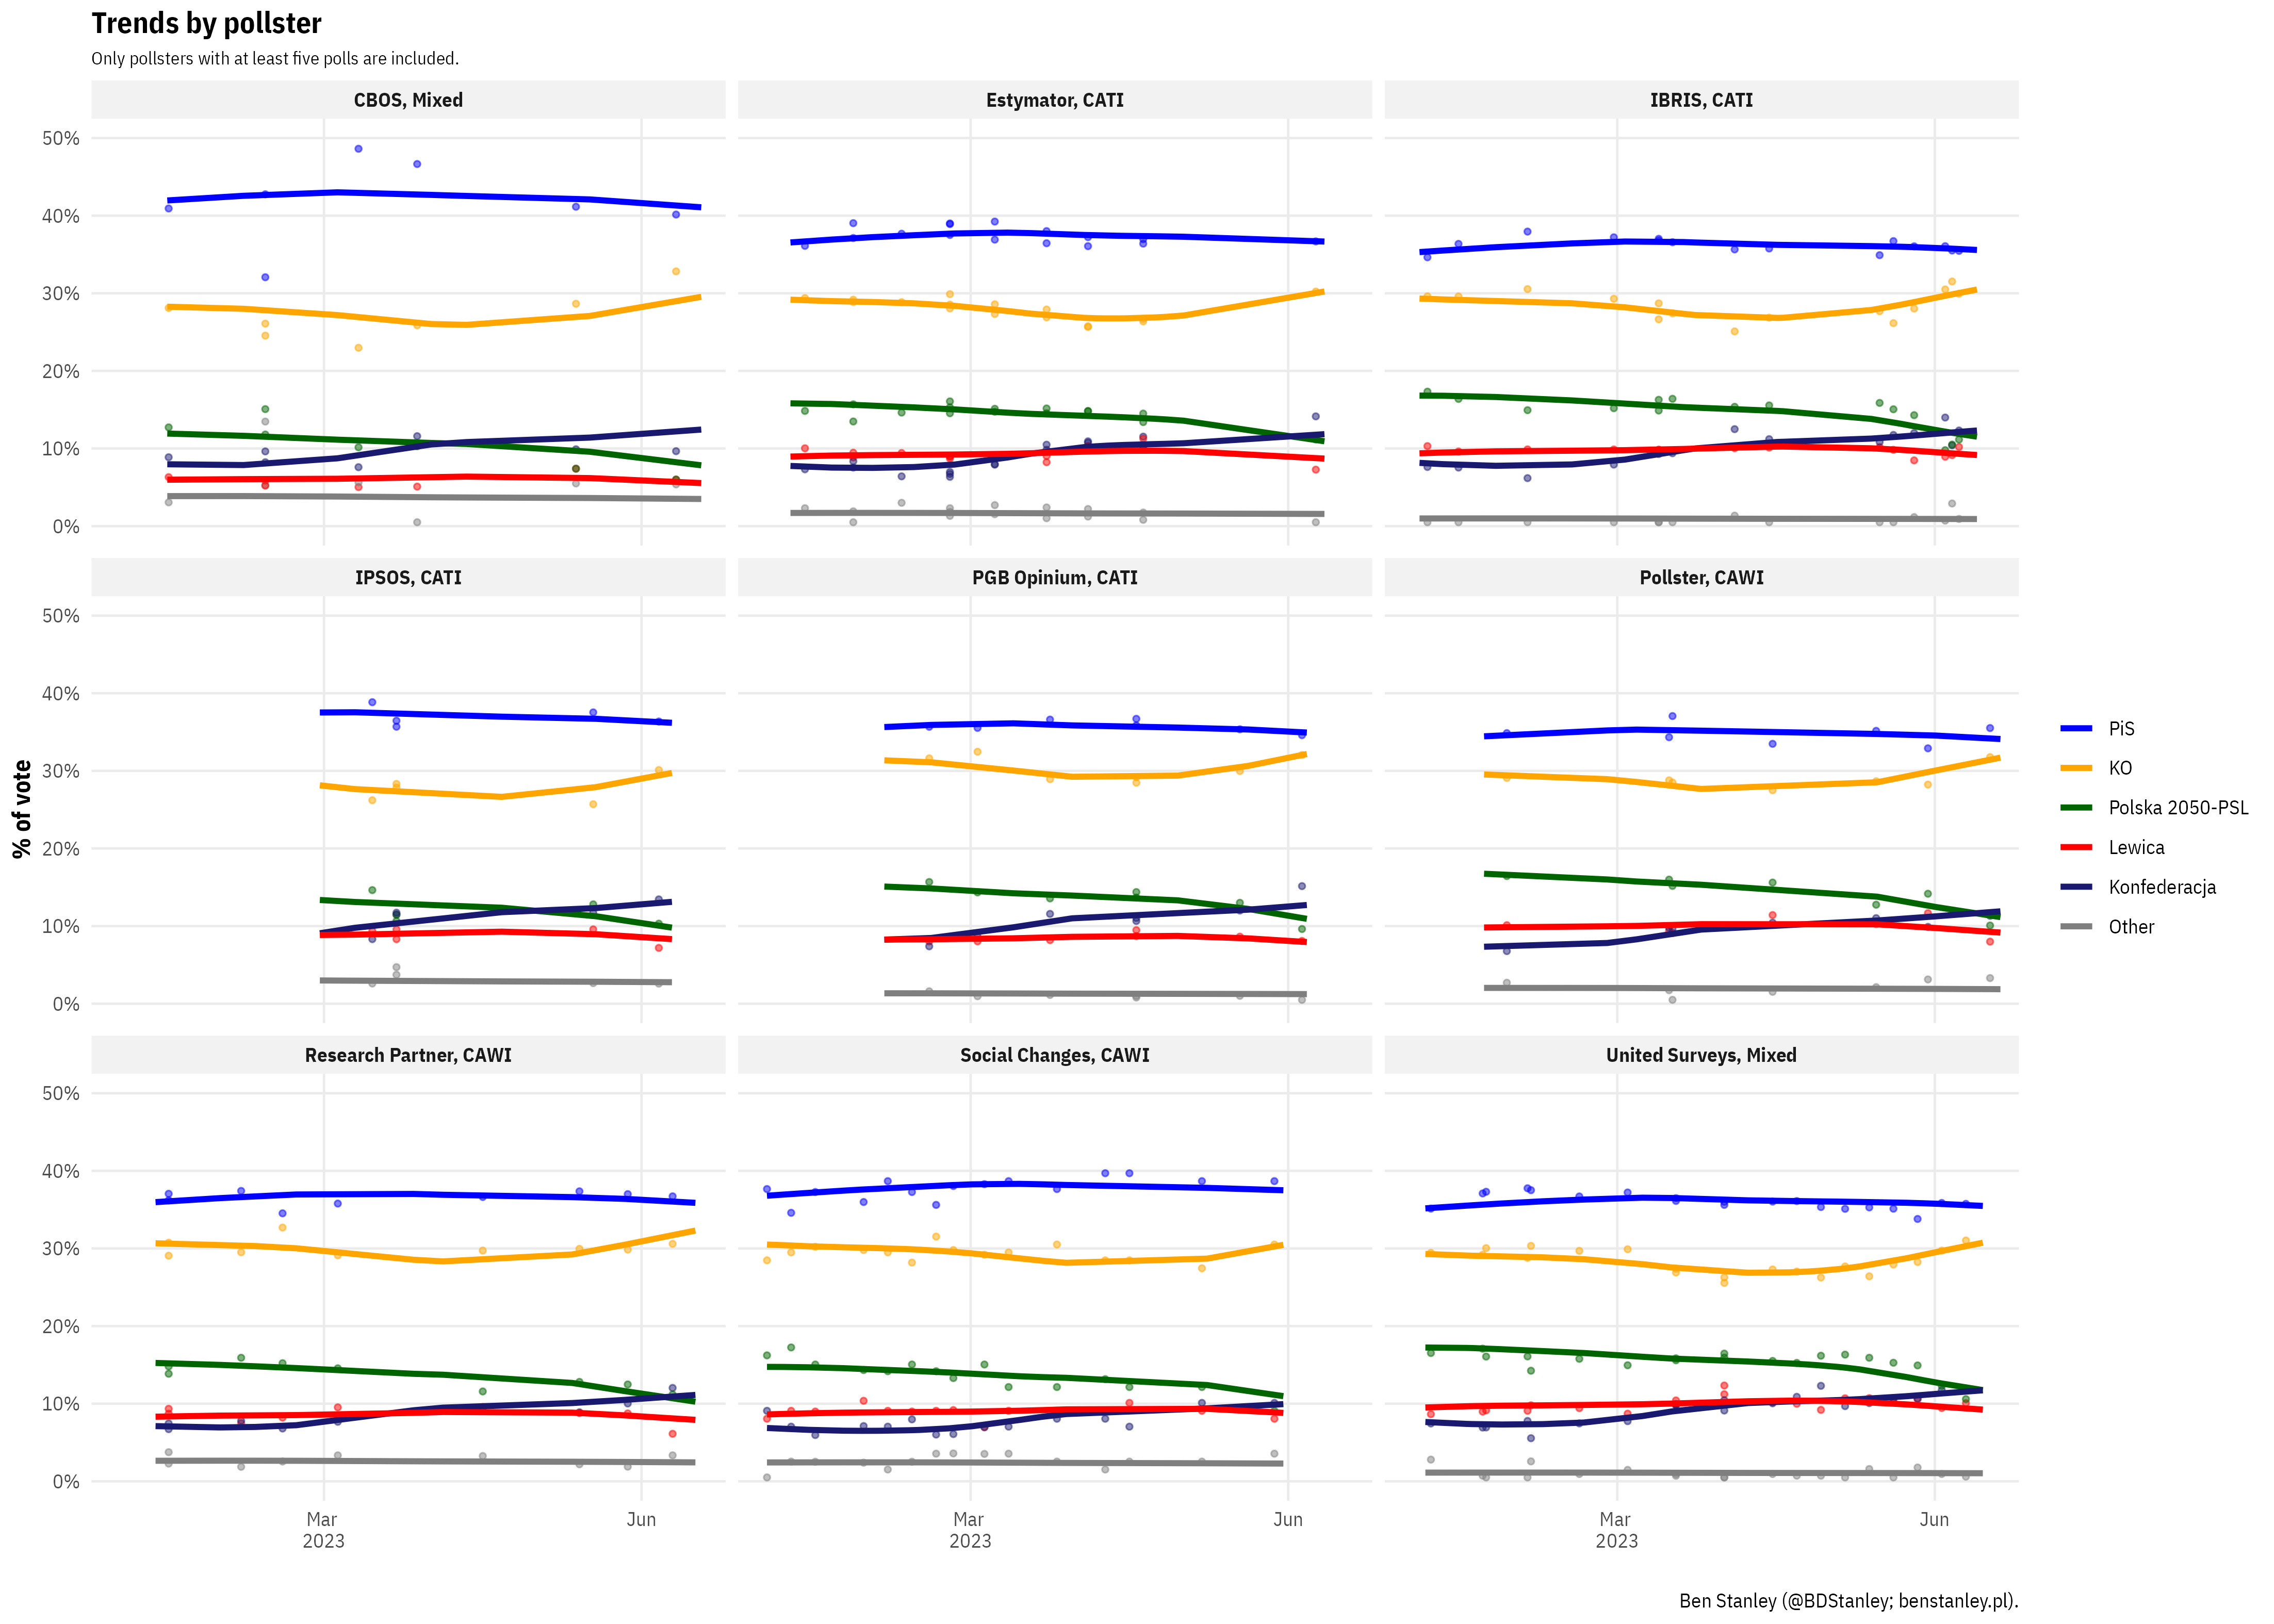 Trends by pollster
Only pollsters with at least five polls are included.
CBOS, Mixed
Estymator, CATI
IBRIS, CATI
50%
40%
30%
20%
10%
0%
IPSOS, CATI
PGB Opinium, CATI
Pollster, CAWI
50%
40%
30%
20%
10%
0%
Research Partner, CAWI
Social Changes, CAWI
United Surveys, Mixed
50%
40%
30%
20%
10%
0%
Mar
2023
Jun
Mar
2023
Jun
Mar
2023
Jun
% of vote
PiS
KO
Polska 2050-PSL
Lewica
Konfederacja
Other
Ben Stanley (@BDStanley; benstanley.pl).